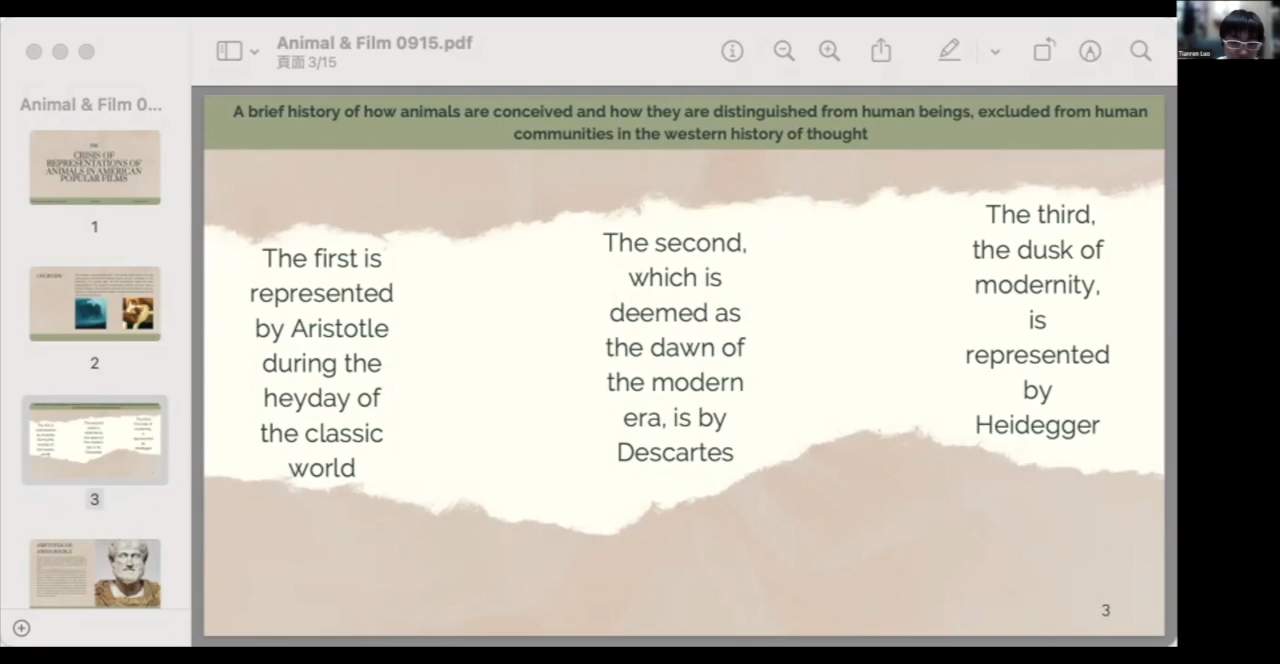 Animal & Film 0915.pdf
頁面 3/15
Tianren Luo
Animal & Film 0...
THE
CRISIS OF
REPRESENTATIONS OF
ANIMALS IN AMERICAN
POPULAR FILMS
1
OVERVIEW
2
3
A brief history of how animals are conceived and how they are distinguished from human beings, excluded from human
communities in the western history of thought
The first is
represented
by Aristotle
during the
heyday of
the classic
world
The second,
which is
deemed as
the dawn of
the modern
era, is by
Descartes
The third,
the dusk of
modernity,
is
represented
by
Heidegger
3